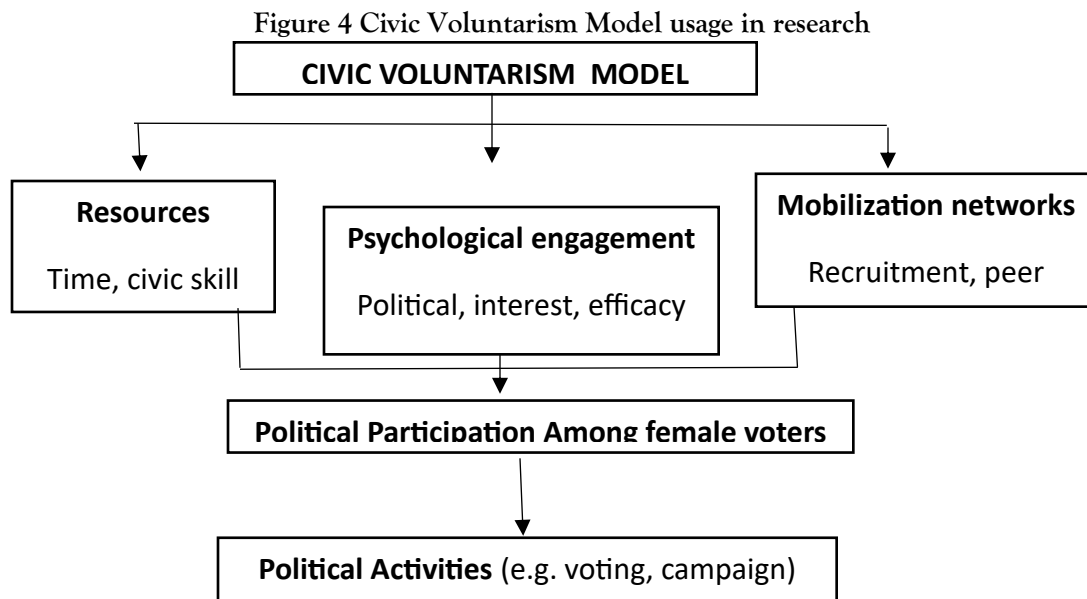 Figure 4 Civic Voluntarism Model usage in research
CIVIC VOLUNTARISM MODEL
Resources
Time, civic skill
Psychological engagement
Political, interest, efficacy
Mobilization networks
Recruitment, peer
Political Participation Among female voters
Political Activities (e.g. voting, campaign)